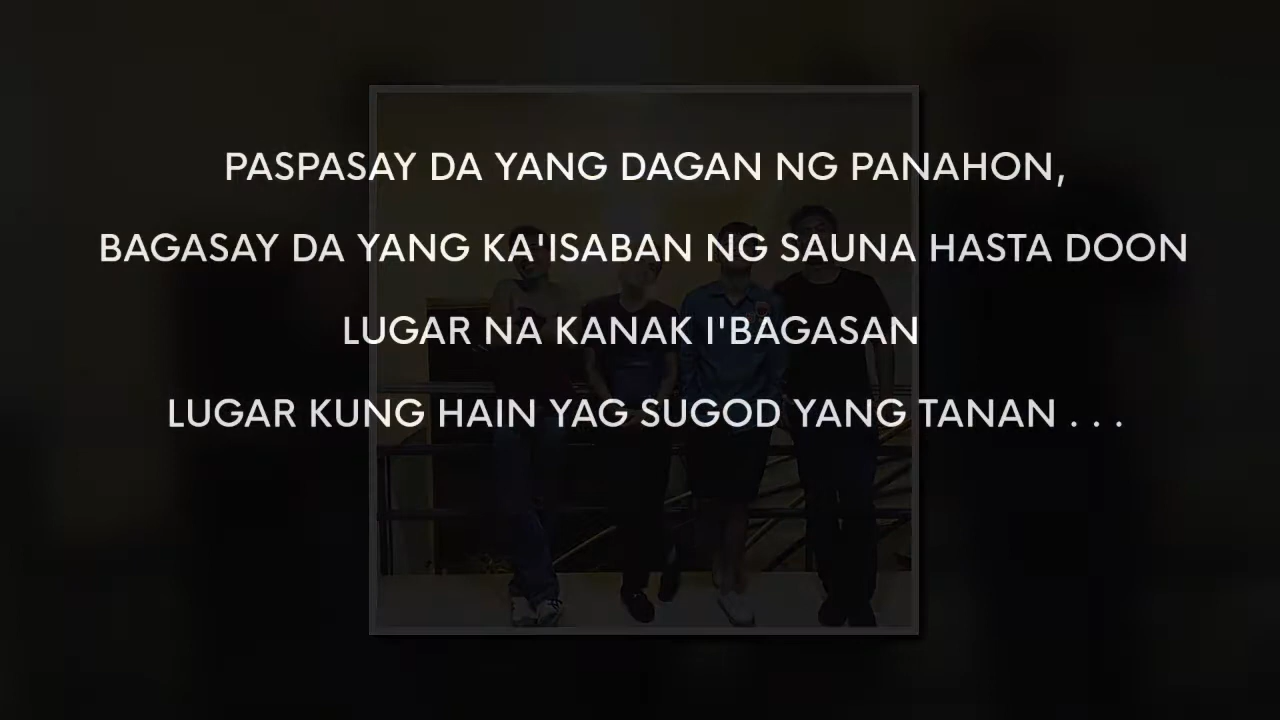 PASPASAY DA YANG DAGAN NG PANAHON,
BAGASAY DA YANG KA'ISABAN NG SAUNA HASTA DOON
LUGAR NA KANAK I'BAGASAN
LUGAR KUNG HAIN YAG SUGOD YANG TANAN . . .